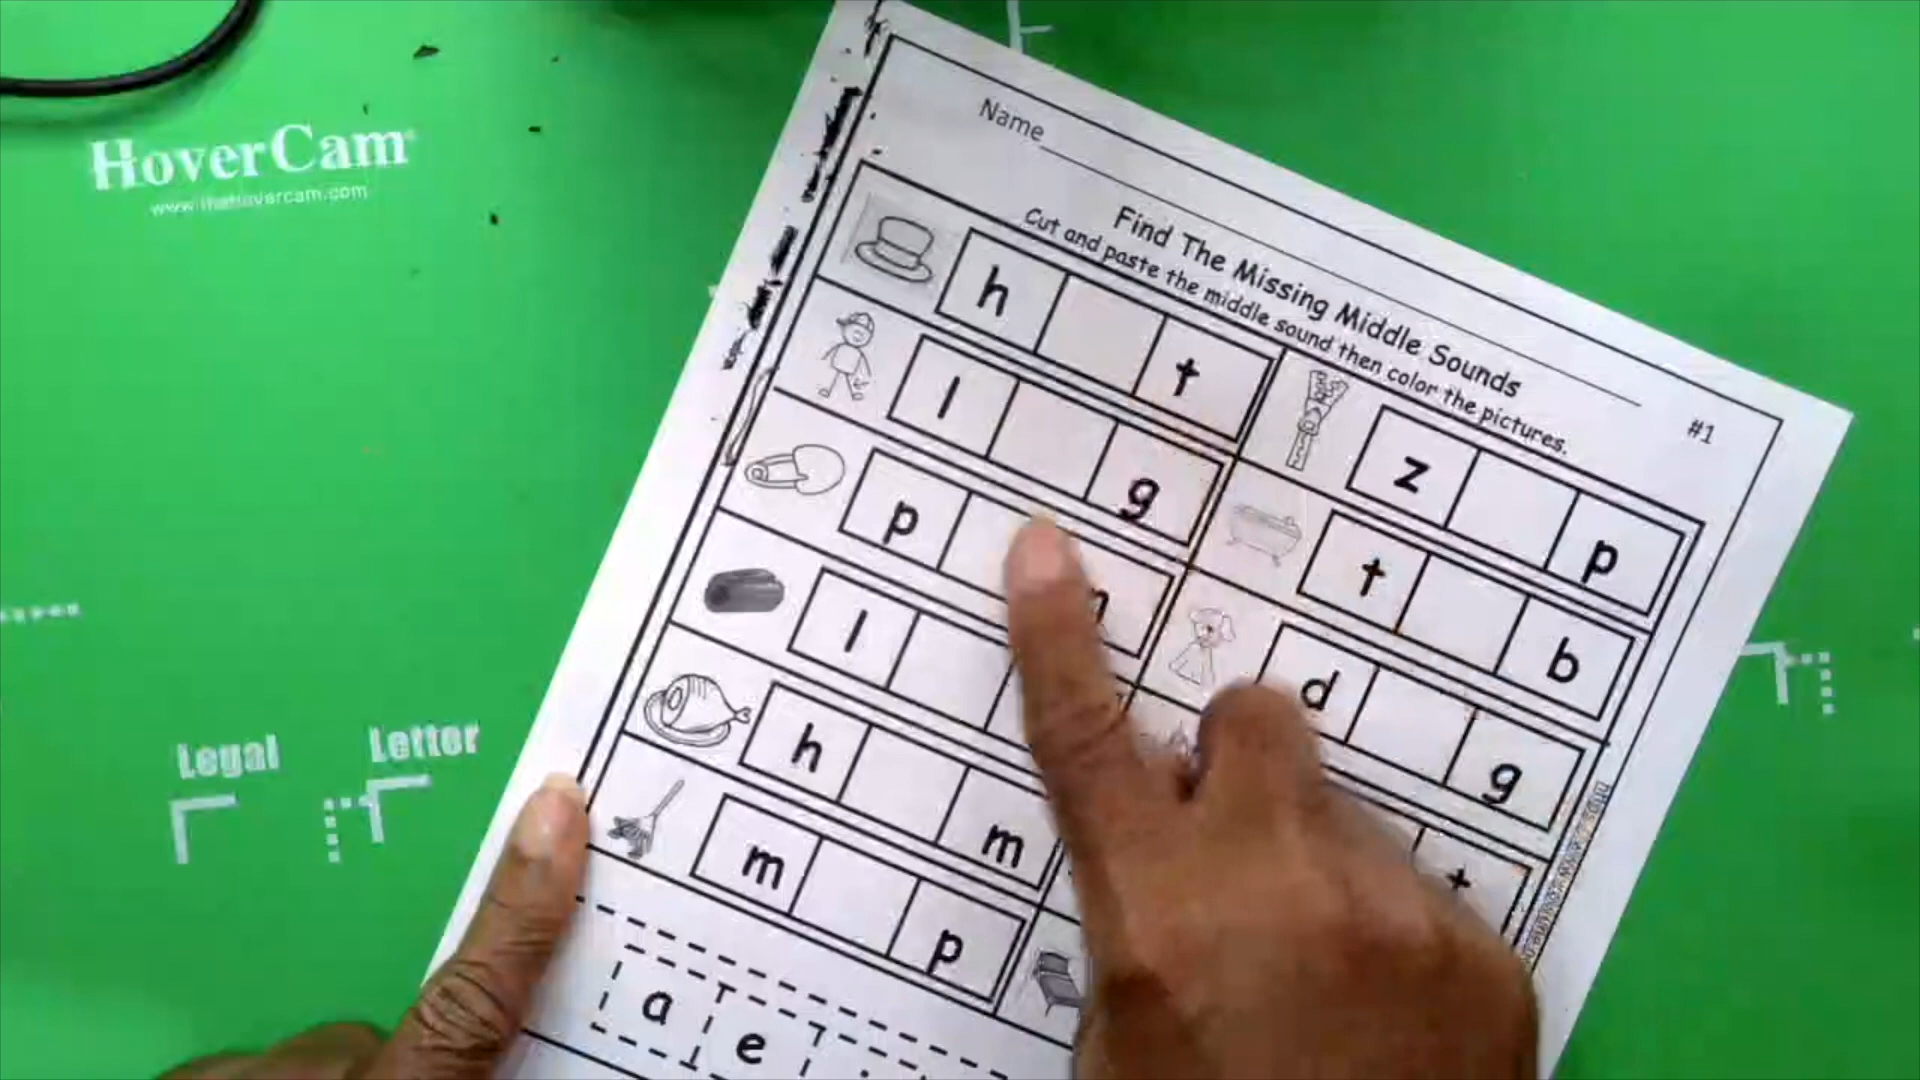 HoverCam
www.thehovercam.com
Legal
Letter
Name
Find The Missing Middle Sounds
Cut and paste the middle sound then color the pictures.
#1
h t
z p
l g
t b
p n
d g
l
h m
t
m p
a e